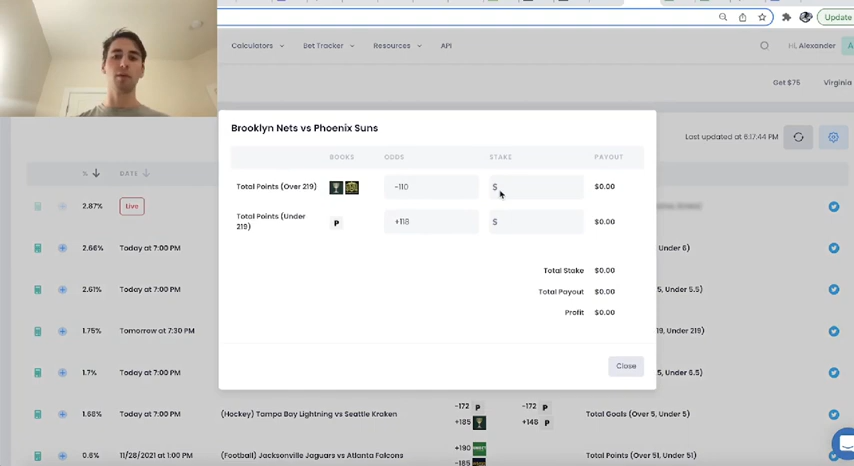 Update
Calculators
Bet Tracker
Resources
API
Hi, Alexander
A
Get $75
Virginia
Brooklyn Nets vs Phoenix Suns
Last updated at 6:17:44 PM
BOOKS ODDS STAKE PAYOUT
Total Points (Over 219) -110 $ $0.00
Total Points (Under
219) P +118 $ $0.00
Total Stake $0.00
Total Payout $0.00
Profit $0.00
Close
% DATE
2.87% Live
2.66% Today at 7:00 PM Under 6)
2.61% Today at 7:00 PM 5, Under 5.5)
1.75% Tomorrow at 7:30 PM 19, Under 219)
1.7% Today at 7:00 PM 5, Under 6.5)
1.68% Today at 7:00 PM (Hockey) Tampa Bay Lightning vs Seattle Kraken -172 P -172 P Total Goals (Over 5, Under 5)
+185 +148 P
0.6% 11/28/2021 at 1:00 PM (Football) Jacksonville Jaguars vs Atlanta Falcons +190 Total Points (Over 51, Under 51)
-185